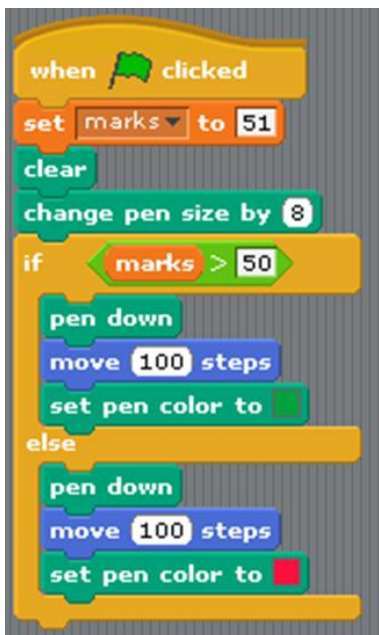 when clicked
set marks to 51
clear
change pen size by 8
if marks > 50
pen down
move 100 steps
set pen color to
else
pen down
move 100 steps
set pen color to